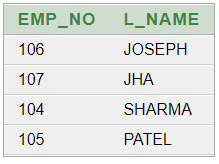 EMP_NO L_NAME
106 JOSEPH
107 JHA
104 SHARMA
105 PATEL